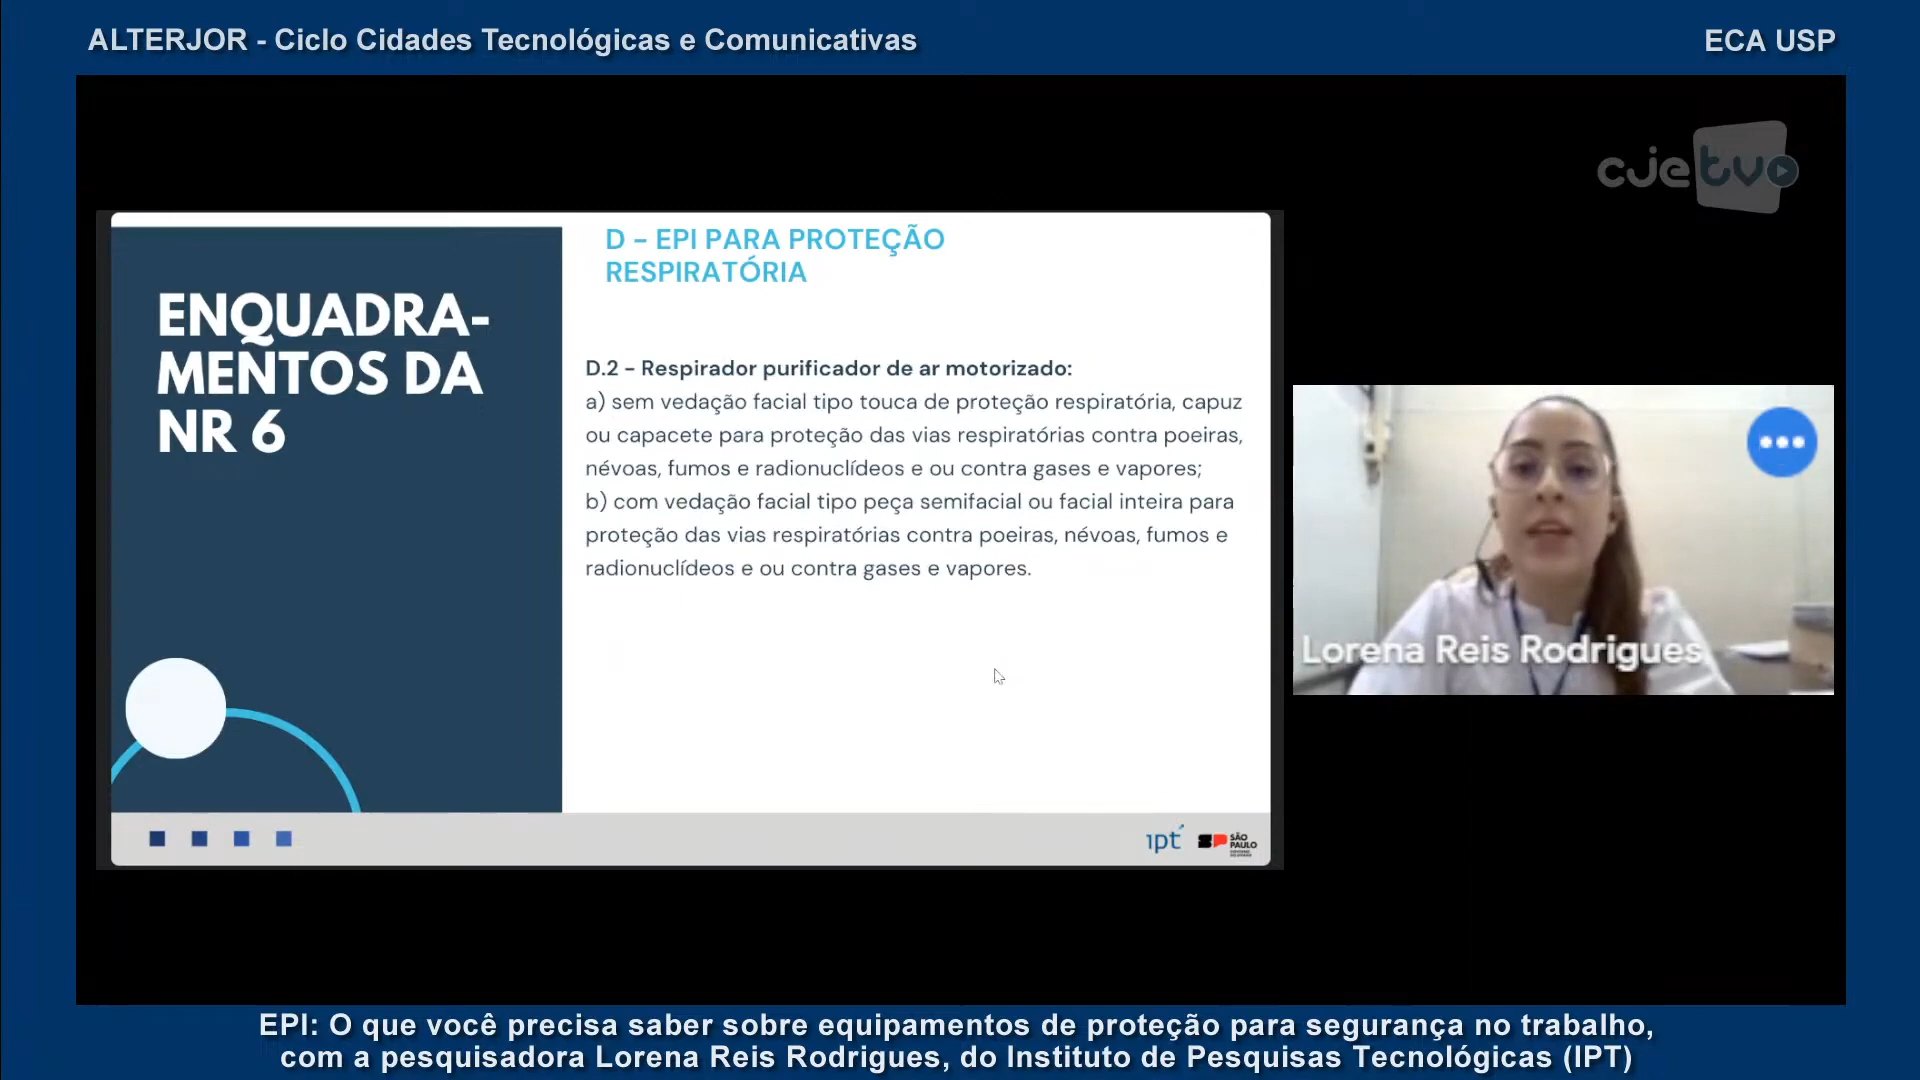 ALTERJOR - Ciclo Cidades Tecnológicas e Comunicativas
ECA USP
cje tv
ENQUADRA-
MENTOS DA
NR 6
D - EPI PARA PROTEÇÃO
RESPIRATÓRIA
D.2 - Respirador purificador de ar motorizado:
a) sem vedação facial tipo touca de proteção respiratória, capuz
ou capacete para proteção das vias respiratórias contra poeiras,
névoas, fumos e radionuclídeos e ou contra gases e vapores;
b) com vedação facial tipo peça semifacial ou facial inteira para
proteção das vias respiratórias contra poeiras, névoas, fumos e
radionuclídeos e ou contra gases e vapores.
Lorena Reis Rodrigues
ipt
SP
SÃO
PAULO
EPI: O que você precisa saber sobre equipamentos de proteção para segurança no trabalho,
com a pesquisadora Lorena Reis Rodrigues, do Instituto de Pesquisas Tecnológicas (IPT)